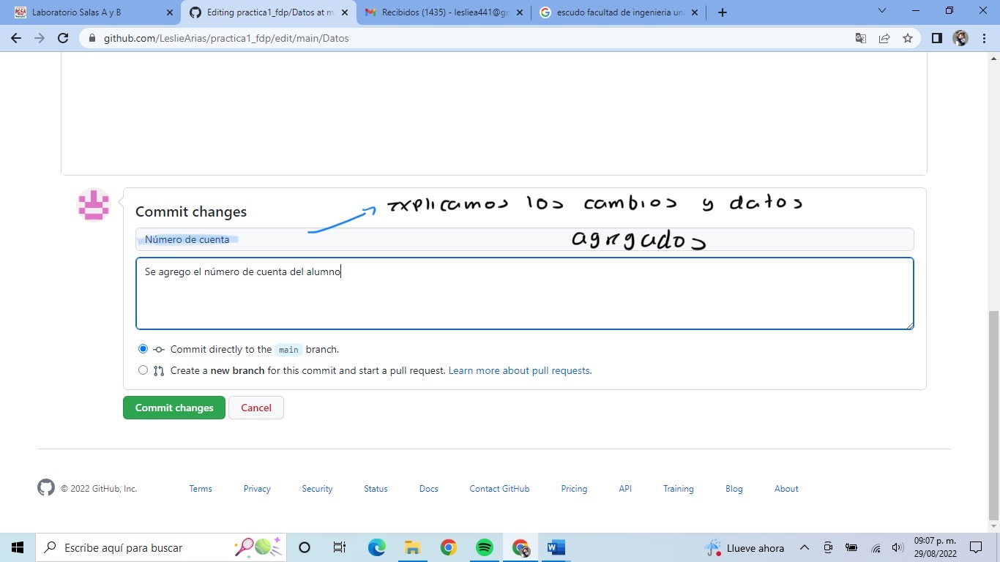 Laboratorio Salas A y B
Editing practica1_fdp/Datos at m
Recibidos (1435) - lesliea441@gr
escudo facultad de ingenieria un
github.com/LeslieArias/practica1_fdp/edit/main/Datos
explicamos los cambios y datos
Commit changes
Número de cuenta
agregados
Se agrego el número de cuenta del alumno
Commit directly to the main branch.
Create a new branch for this commit and start a pull request. Learn more about pull requests.
Commit changes
Cancel
© 2022 GitHub, Inc.
Terms
Privacy
Security
Status
Docs
Contact GitHub
Pricing
API
Training
Blog
About
Escribe aquí para buscar
Llueve ahora
09:07 p. m.
29/08/2022